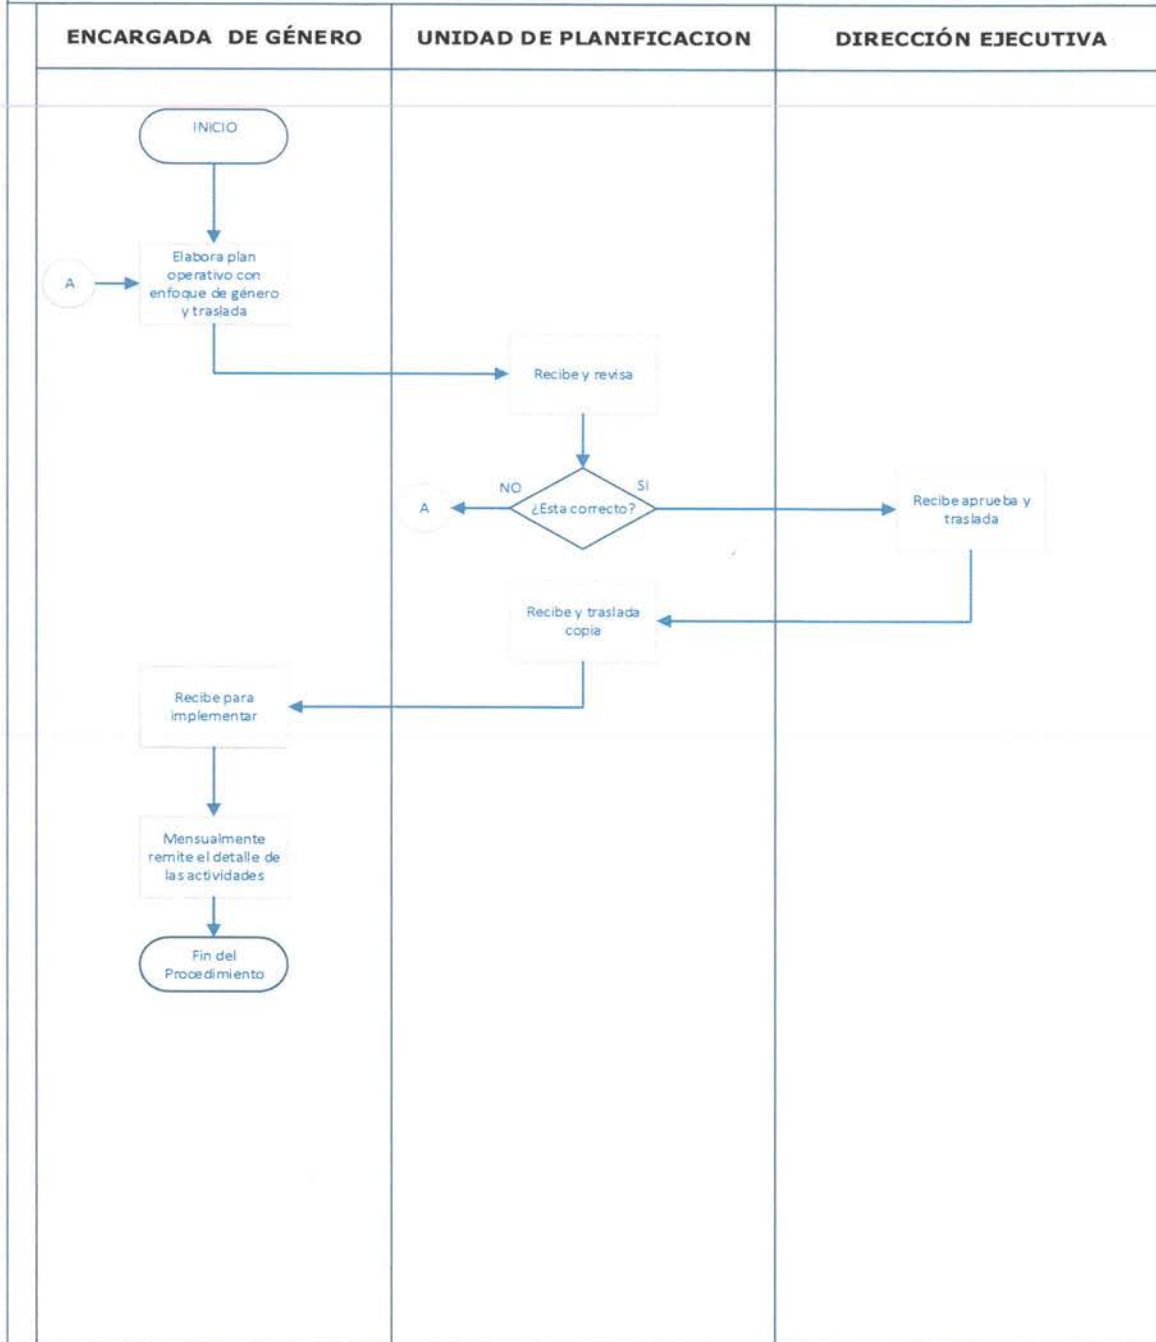 ENCARGADA DE GÉNERO
UNIDAD DE PLANIFICACION
DIRECCIÓN EJECUTIVA
INICIO
A
Elabora plan
operativo con
enfoque de género
y traslada
Recibe y revisa
NO
SI
A
¿Esta correcto?
Recibe aprueba y
traslada
Recibe y traslada
copia
Recibe para
implementar
Mensualmente
remite el detalle de
las actividades
Fin del
Procedimiento